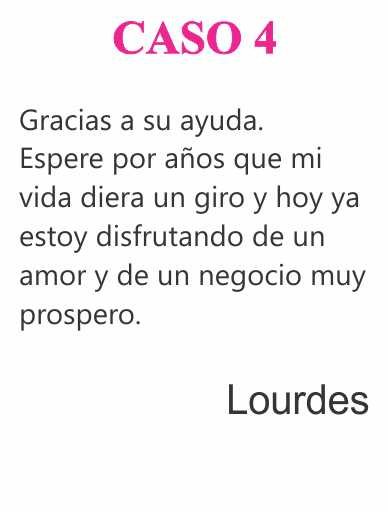 CASO 4
Gracias a su ayuda.
Espere por años que mi
vida diera un giro y hoy ya
estoy disfrutando de un
amor y de un negocio muy
prospero.
Lourdes